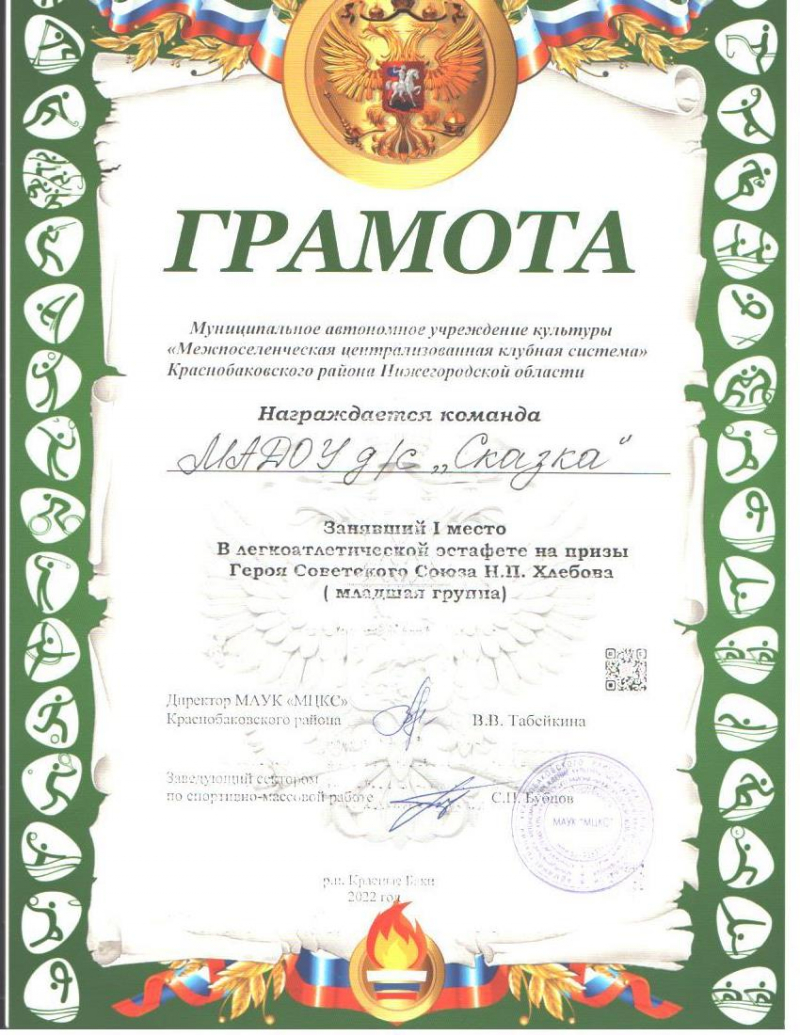 ГРАМОТА
Муниципальное автономное учреждение культуры
«Межпоселенческая централизованная клубная система»
Краснобаковского района Нижегородской области
Награждается команда
МАДОУ д/с „Сказка“
Занявший I место
В легкоатлетической эстафете на призы
Героя Советского Союза Н.П. Хлебова
( младшая группа)
Директор МАУК «МЦКС»
Краснобаковского района В.В. Табейкина
Заведующий сектором
по спортивно-массовой работе С.П. Бубнов
МАУК "МЦКС"
р.п. Красные Баки
2022 год